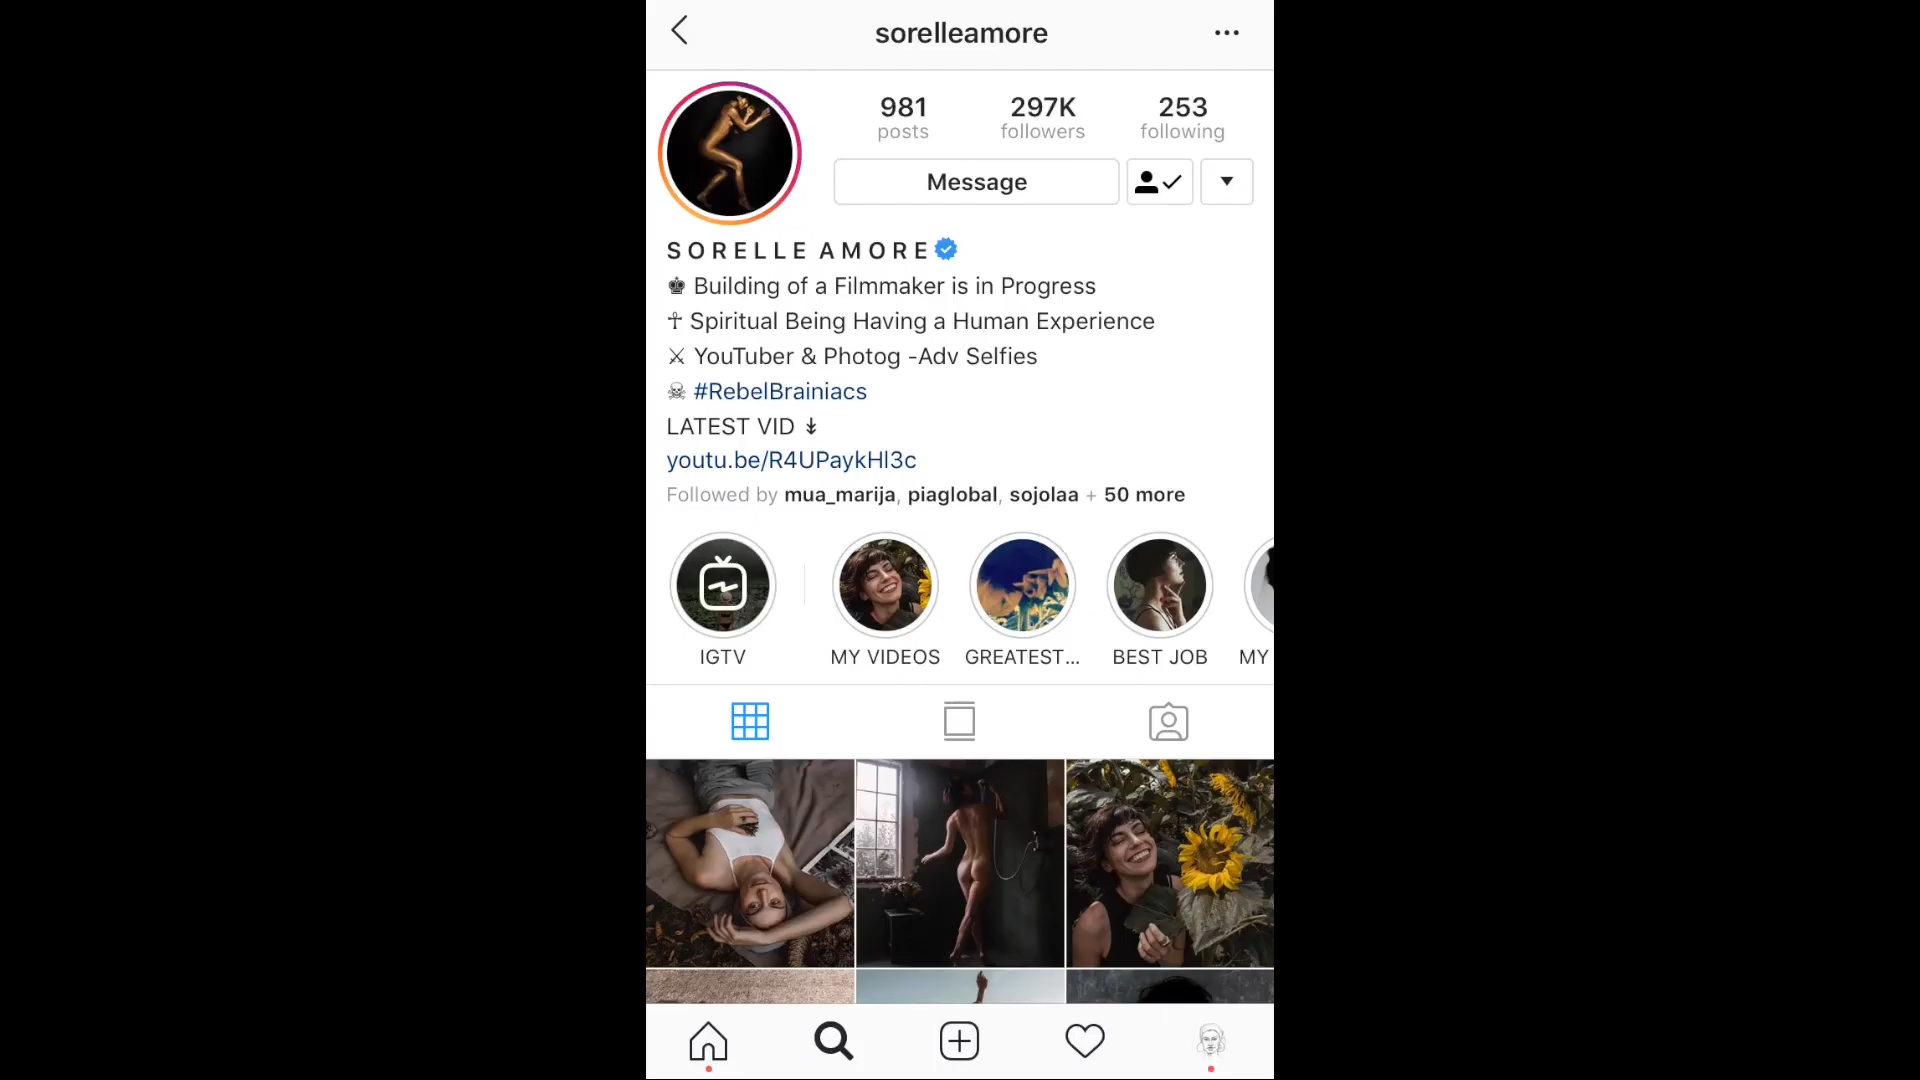 sorelleamore
981 297K 253
posts followers following
Message
SORELLE AMORE
♚ Building of a Filmmaker is in Progress
☥ Spiritual Being Having a Human Experience
⚔ YouTuber & Photog -Adv Selfies
☠ #RebelBrainiacs
LATEST VID ↡
youtu.be/R4UPaykHl3c
Followed by mua_marija, piaglobal, sojolaa + 50 more
IGTV MY VIDEOS GREATEST... BEST JOB MY